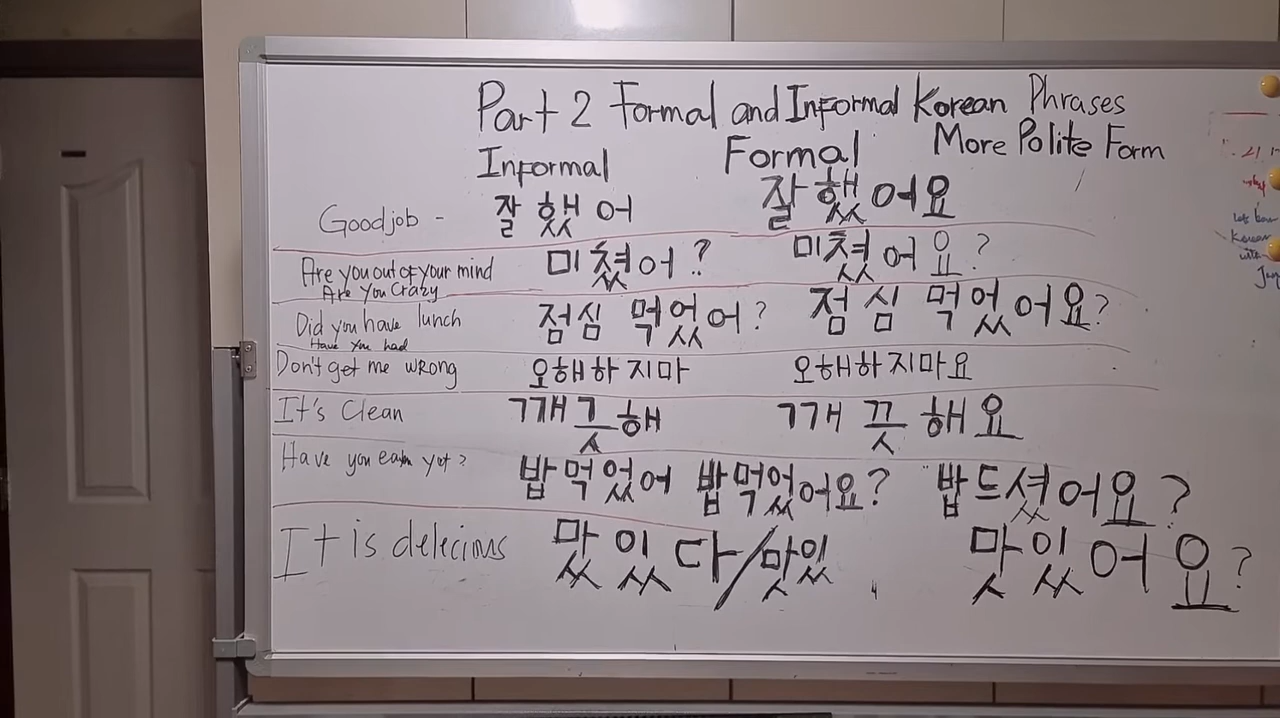 Part 2 Formal and Informal Korean Phrases
Informal Formal More Polite Form
Goodjob - 잘 했 어 잘 했 어요
Are you out of your mind 미쳤어? 미쳤어요?
Are You Crazy
Did you have lunch 점심 먹었어? 점심 먹었어요?
Have you had
Don't get me wrong 오해하지마 오해하지마요
It's Clean 깨끗해 깨끗해요
Have you eaten yet? 밥먹었어 밥먹었어요? 밥드셨어요?
It is delecious 맜있다/맛있 맛있어요?
Korean
with